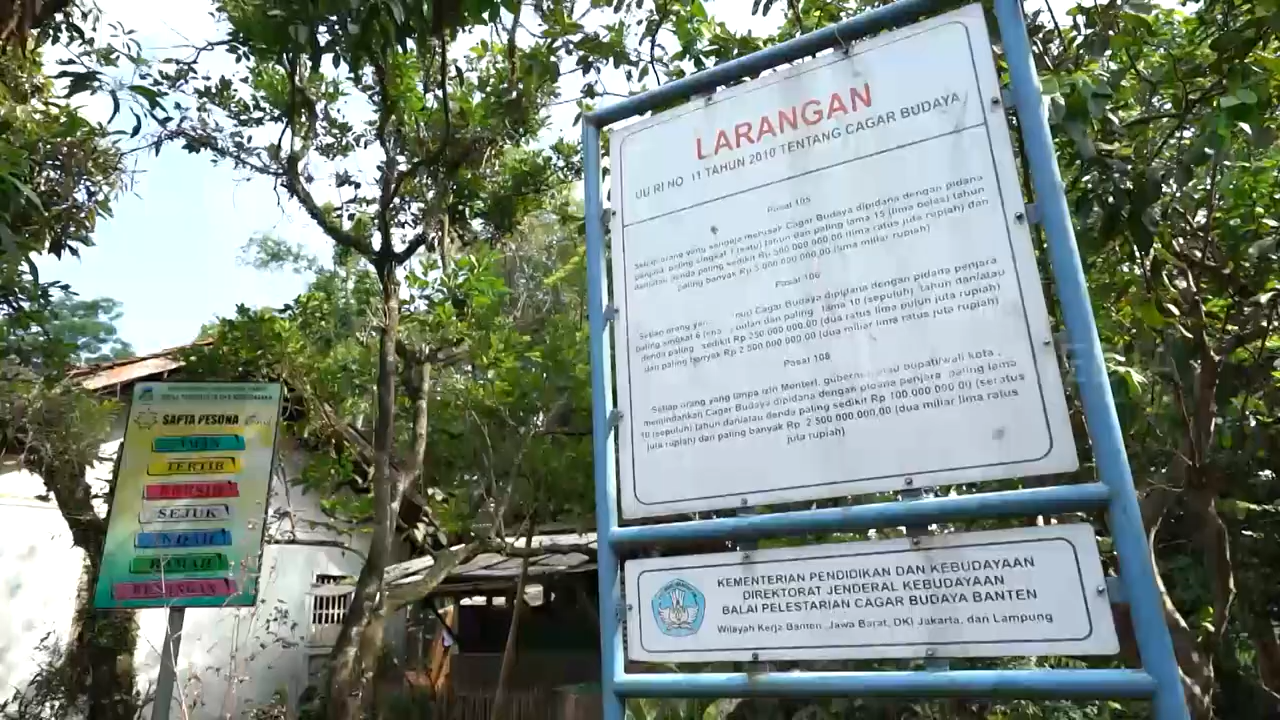 LARANGAN
UU RI NO 11 TAHUN 2010 TENTANG CAGAR BUDAYA
Pasal 105
Setiap orang yang sengaja merusak Cagar Budaya dipidana dengan pidana
penjara paling singkat 1 (satu) tahun dan paling lama 15 (lima belas) tahun
dan/atau denda paling sedikit Rp 500.000.000,00 (lima ratus juta rupiah) dan
paling banyak Rp 5.000.000.000,00 (lima miliar rupiah)
Pasal 106
Setiap orang Cagar Budaya dipidana dengan pidana penjara
paling singkat 6 bulan dan paling lama 10 (sepuluh) tahun dan/atau
denda paling sedikit Rp 250.000.000,00 (dua ratus lima puluh juta rupiah)
dan paling banyak Rp 2.500.000.000,00 (dua miliar lima ratus juta rupiah)
Pasal 108
Setiap orang yang tanpa izin Menteri, gubernur atau bupati/wali kota,
memindahkan Cagar Budaya dipidana dengan pidana penjara paling lama
10 (sepuluh) tahun dan/atau denda paling sedikit Rp 100.000.000,00 (seratus
juta rupiah) dan paling banyak Rp 2.500.000.000,00 (dua miliar lima ratus
juta rupiah)
KEMENTERIAN PENDIDIKAN DAN KEBUDAYAAN
DIREKTORAT JENDERAL KEBUDAYAAN
BALAI PELESTARIAN CAGAR BUDAYA BANTEN
Wilayah Kerja Banten, Jawa Barat, DKI Jakarta, dan Lampung
SAPTA PESONA
AMAN
TERTIB
BERSIH
SEJUK
INDAH
RAMAH
KENANGAN